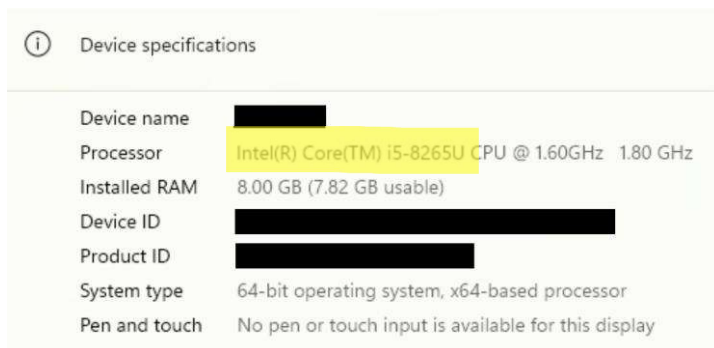 Device specifications
Device name
Processor Intel(R) Core(TM) i5-8265U CPU @ 1.60GHz 1.80 GHz
Installed RAM 8.00 GB (7.82 GB usable)
Device ID
Product ID
System type 64-bit operating system, x64-based processor
Pen and touch No pen or touch input is available for this display